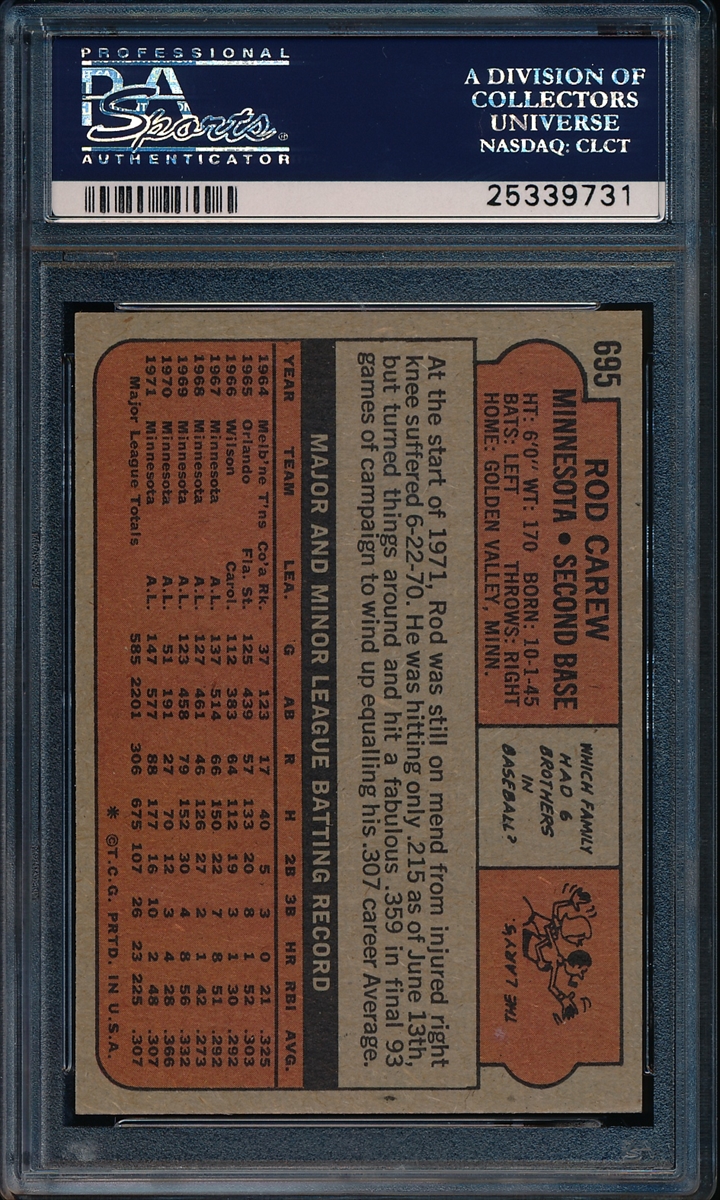 PROFESSIONAL
PSA
Sports
AUTHENTICATOR
A DIVISION OF
COLLECTORS
UNIVERSE
NASDAQ: CLCT
25339731
695
ROD CAREW
MINNESOTA • SECOND BASE
HT: 6'0" WT: 170 BORN: 10-1-45
BATS: LEFT THROWS: RIGHT
HOME: GOLDEN VALLEY, MINN.
WHICH FAMILY
HAD 6
BROTHERS
IN
BASEBALL?
THE LARYS.
At the start of 1971, Rod was still on mend from injured right
knee suffered 6-22-70. He was hitting only .215 as of June 13th,
but turned things around and hit a fabulous .359 in final 93
games of campaign to wind up equalling his .307 career Average.
MAJOR AND MINOR LEAGUE BATTING RECORD
YEAR TEAM LEA. G AB R H 2B 3B HR RBI AVG.
1964 Melb'ne T'ns Co'a Rk. 37 123 17 40 5 3 0 21 .325
1965 Orlando Fla. St. 125 439 57 133 20 8 1 52 .303
1966 Wilson Carol. 112 383 64 112 19 3 1 30 .292
1967 Minnesota A.L. 137 514 66 150 22 7 8 51 .292
1968 Minnesota A.L. 127 461 46 126 27 2 1 42 .273
1969 Minnesota A.L. 123 458 79 152 30 4 8 56 .332
1970 Minnesota A.L. 51 191 27 70 12 3 4 28 .366
1971 Minnesota A.L. 147 577 88 177 16 10 2 48 .307
Major League Totals 585 2201 306 675 107 26 23 225 .307
* ©T.C.G. PRTD. IN U.S.A.